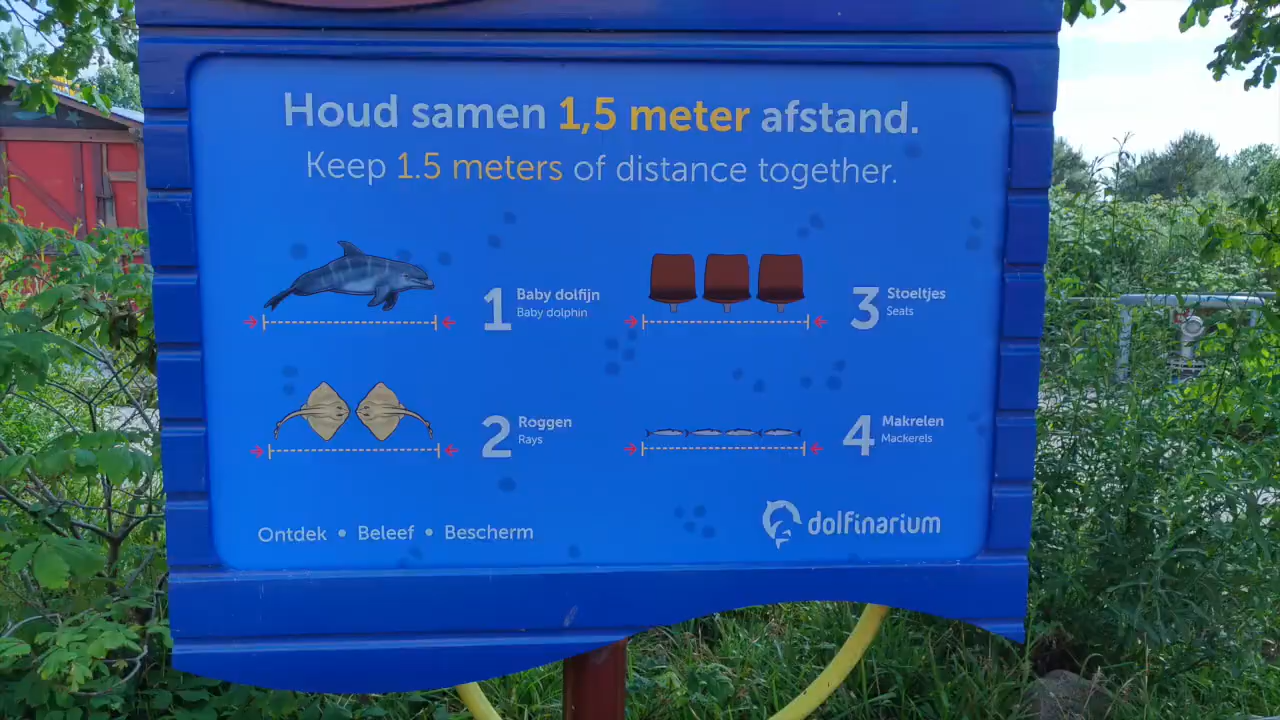 Houd samen 1,5 meter afstand.
Keep 1.5 meters of distance together.
1 Baby dolfijn
Baby dolphin
3 Stoeltjes
Seats
2 Roggen
Rays
4 Makrelen
Mackerels
Ontdek • Beleef • Bescherm
dolfinarium